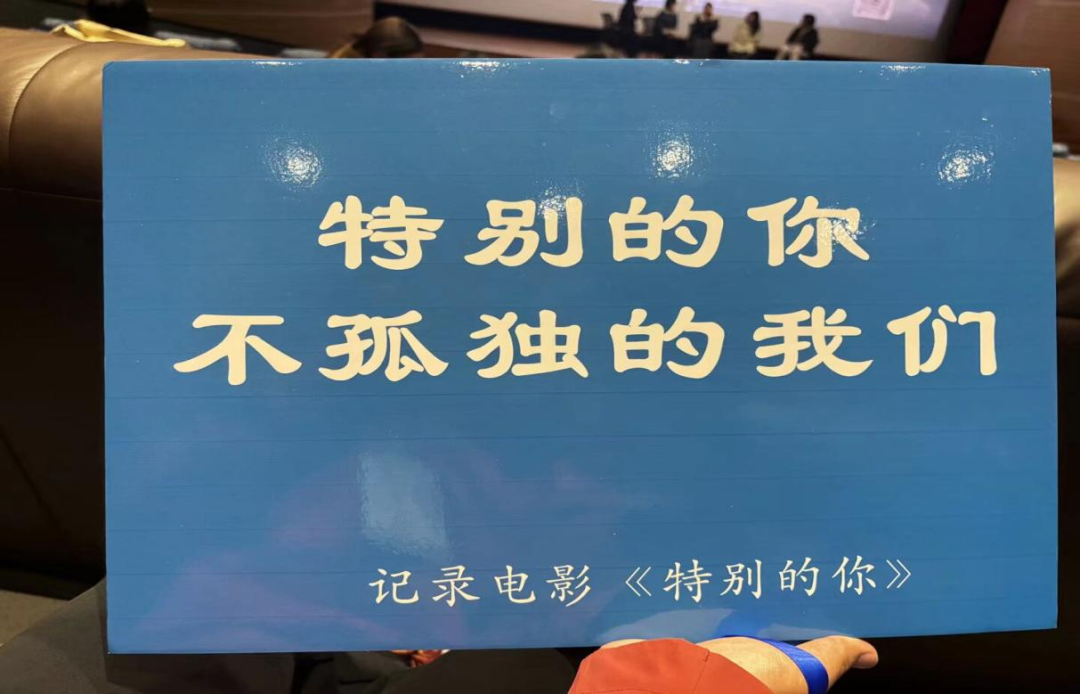 特别的你
不孤独的我们
记录电影《特别的你》